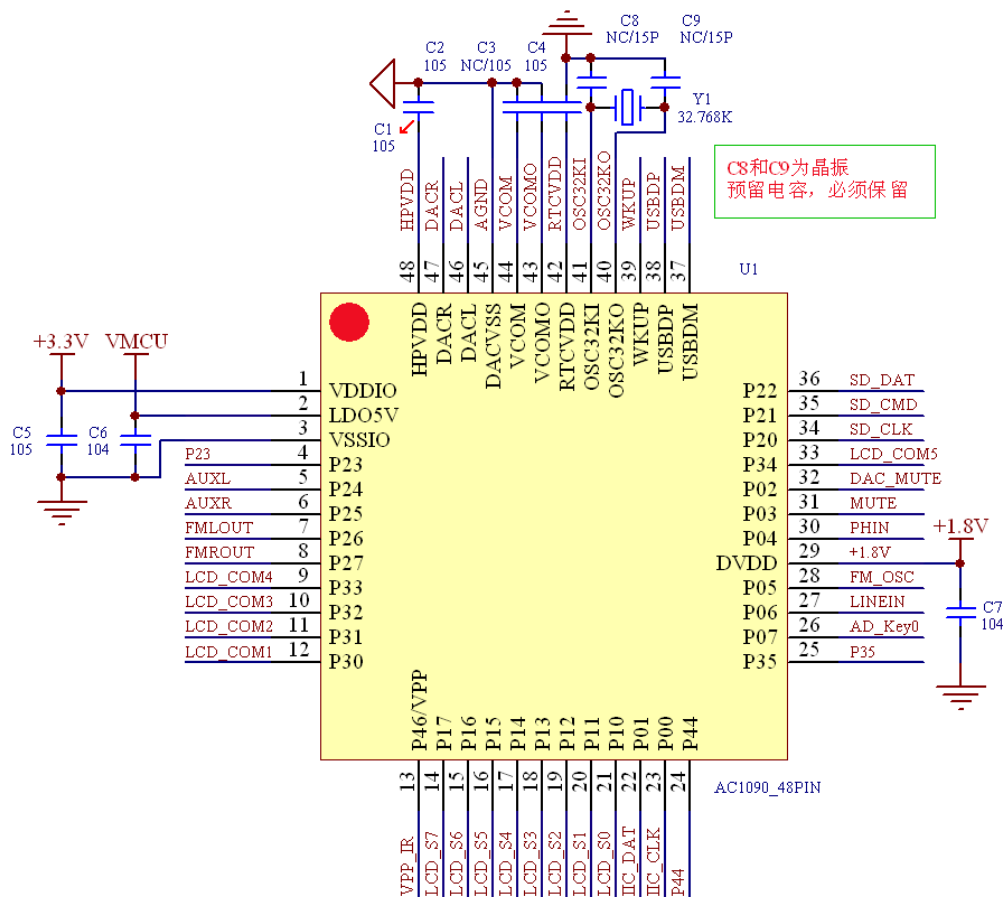 C2
105
C3
NC/105
C4
105
C8
NC/15P
C9
NC/15P
Y1
32.768K
C1
105
HPVDD
DACR
DACL
AGND
VCOM
VCOMO
RTCVDD
OSC32KI
OSC32KO
WKUP
USBDP
USBDM
C8和C9为晶振
预留电容，必须保留
48
47
46
45
44
43
42
41
40
39
38
37
U1
HPVDD
DACR
DACL
DACVSS
VCOM
VCOMO
RTCVDD
OSC32KI
OSC32KO
WKUP
USBDP
USBDM
+3.3V
VMCU
C5
105
C6
104
1 VDDIO
2 LDO5V
3 VSSIO
P23 4 P23
AUXL 5 P24
AUXR 6 P25
FMLOUT 7 P26
FMROUT 8 P27
LCD_COM4 9 P33
LCD_COM3 10 P32
LCD_COM2 11 P31
LCD_COM1 12 P30
P22 36 SD_DAT
P21 35 SD_CMD
P20 34 SD_CLK
P34 33 LCD_COM5
P02 32 DAC_MUTE
P03 31 MUTE
P04 30 PHIN
DVDD 29 +1.8V
P05 28 FM_OSC
P06 27 LINEIN
P07 26 AD_Key0
P35 25 P35
+1.8V
C7
104
P46/VPP
P17
P16
P15
P14
P13
P12
P11
P10
P01
P00
P44
13
14
15
16
17
18
19
20
21
22
23
24
AC1090_48PIN
VPP_IR
LCD_S7
LCD_S6
LCD_S5
LCD_S4
LCD_S3
LCD_S2
LCD_S1
LCD_S0
IIC_DAT
IIC_CLK
P44